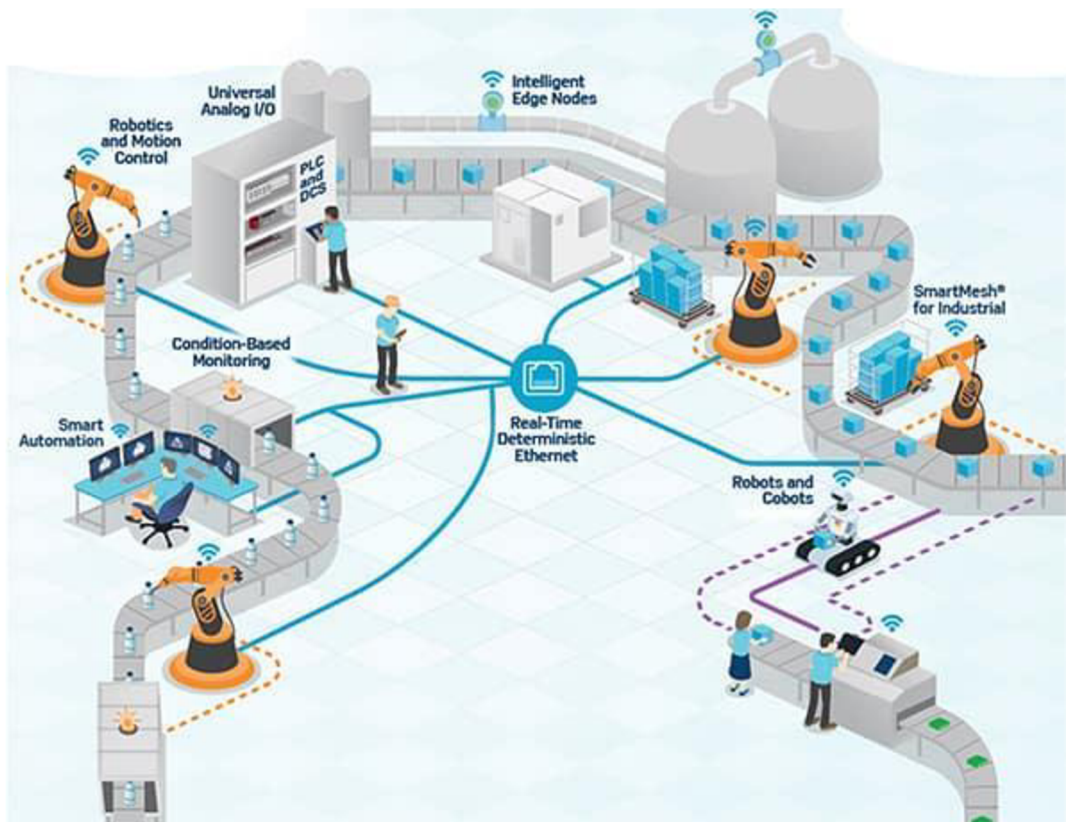 Universal
Analog I/O
Intelligent
Edge Nodes
Robotics
and Motion
Control
PLC
and
DCS
SmartMesh®
for Industrial
Condition-Based
Monitoring
Smart
Automation
Real-Time
Deterministic
Ethernet
Robots and
Cobots